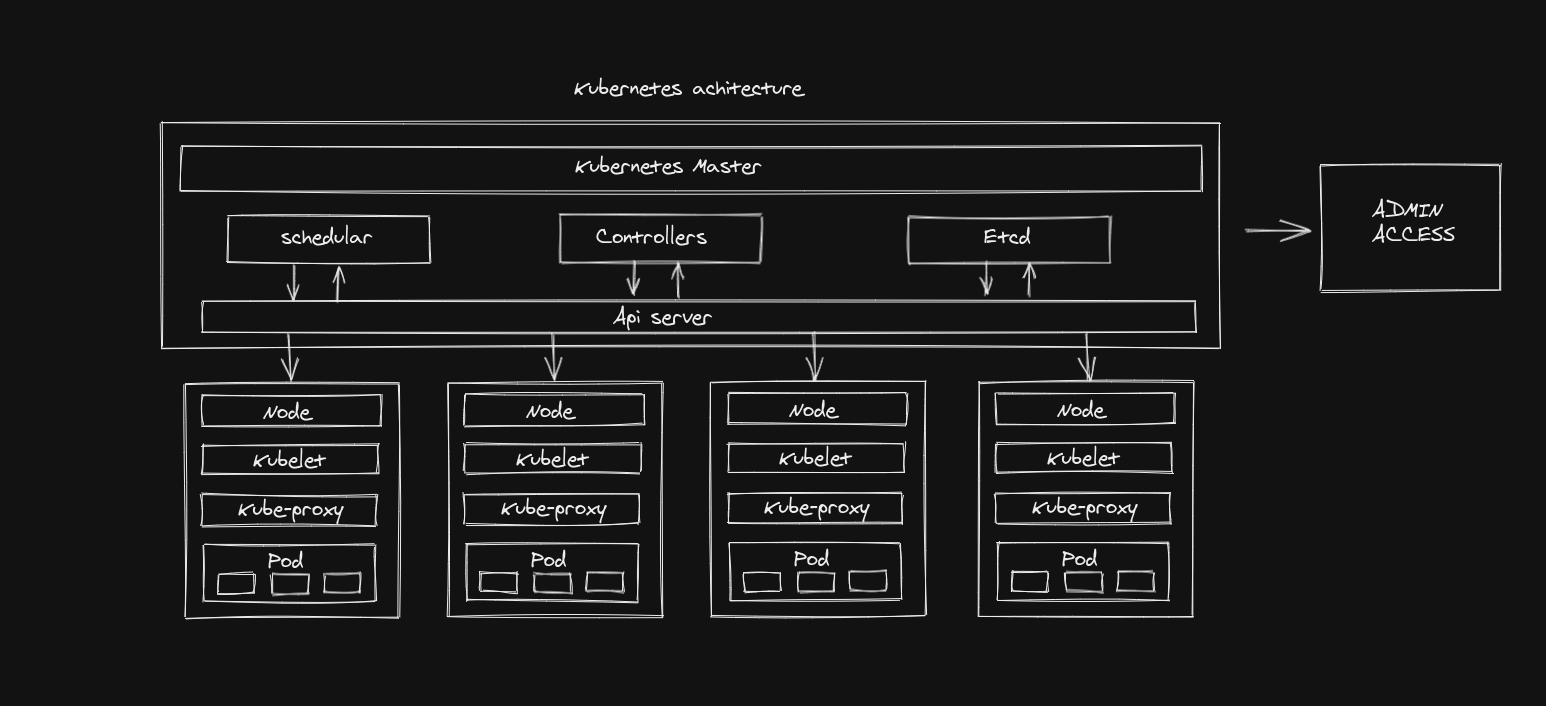 Kubernetes achitecture
Kubernetes Master
schedular
Controllers
Etcd
Api server
ADMIN
ACCESS
Node
Kubelet
Kube-proxy
Pod
Node
Kubelet
Kube-proxy
Pod
Node
Kubelet
Kube-proxy
Pod
Node
Kubelet
Kube-proxy
Pod